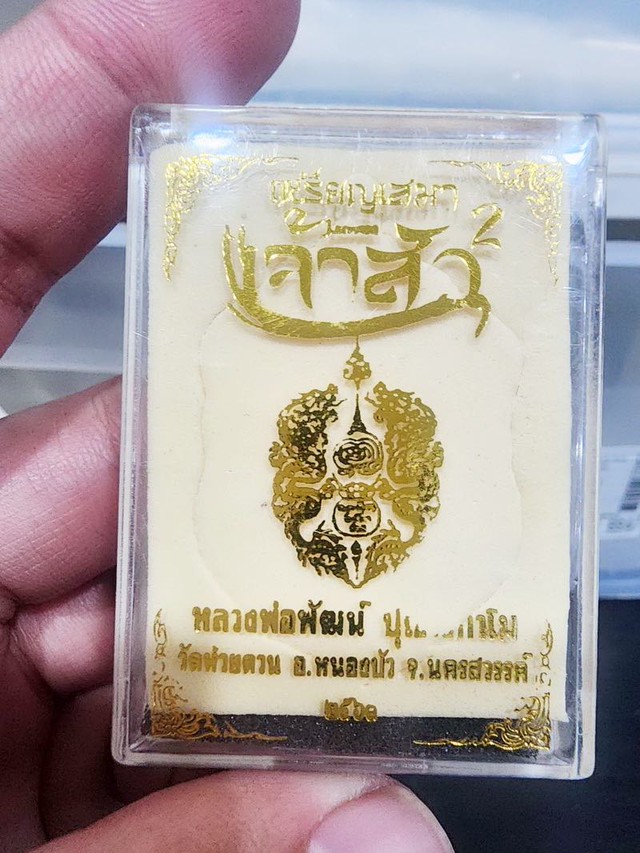 เหรียญเสมา
เจ้าสัว 2
หลวงพ่อพัฒน์
วัดห้วยด้วน อ.หนองบัว จ.นครสวรรค์
๒๕๖๑